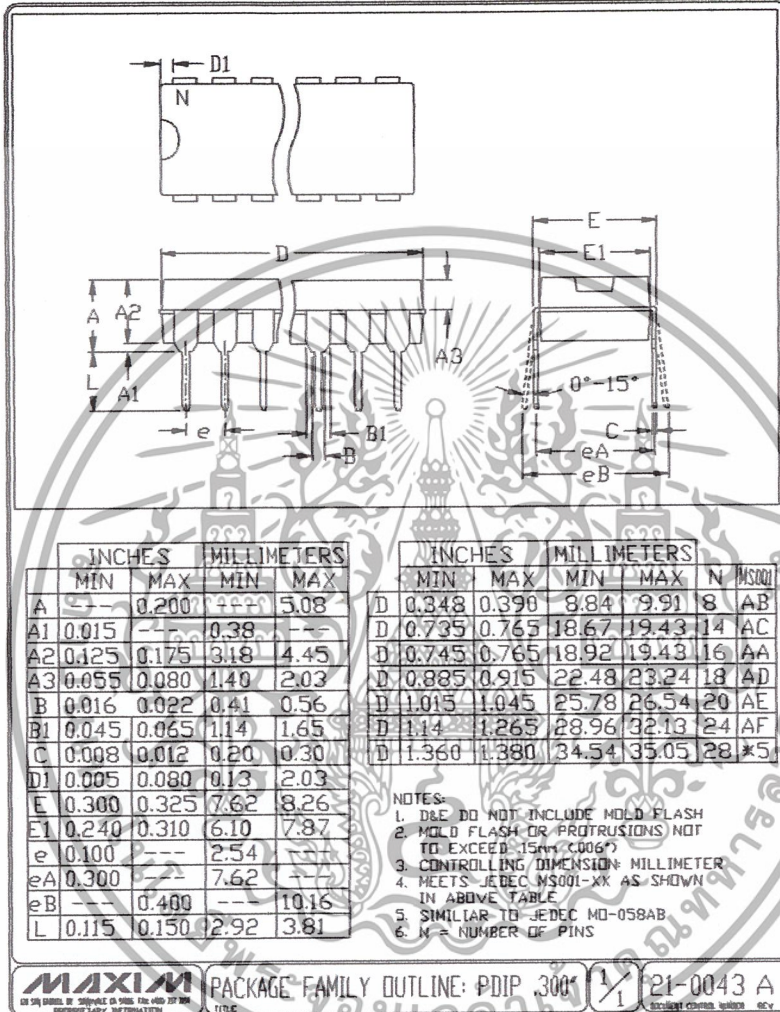 D1
N
D
E
E1
A
A2
A3
L
A1
0°-15°
e
B1
B
C
eA
eB
INCHES MILLIMETERS
MIN MAX MIN MAX
A --- 0.200 --- 5.08
A1 0.015 --- 0.38 ---
A2 0.125 0.175 3.18 4.45
A3 0.055 0.080 1.40 2.03
B 0.016 0.022 0.41 0.56
B1 0.045 0.065 1.14 1.65
C 0.008 0.012 0.20 0.30
D1 0.005 0.080 0.13 2.03
E 0.300 0.325 7.62 8.26
E1 0.240 0.310 6.10 7.87
e 0.100 --- 2.54 ---
eA 0.300 --- 7.62 ---
eB --- 0.400 --- 10.16
L 0.115 0.150 2.92 3.81
INCHES MILLIMETERS
MIN MAX MIN MAX N MS001
D 0.348 0.390 8.84 9.91 8 AB
D 0.735 0.765 18.67 19.43 14 AC
D 0.745 0.765 18.92 19.43 16 AA
D 0.885 0.915 22.48 23.24 18 AD
D 1.015 1.045 25.78 26.54 20 AE
D 1.14 1.265 28.96 32.13 24 AF
D 1.360 1.380 34.54 35.05 28 *5
NOTES:
1. D&E DO NOT INCLUDE MOLD FLASH
2. MOLD FLASH OR PROTRUSIONS NOT
TO EXCEED .15mm (.006")
3. CONTROLLING DIMENSION: MILLIMETER
4. MEETS JEDEC MS001-XX AS SHOWN
IN ABOVE TABLE
5. SIMILIAR TO JEDEC MO-058AB
6. N = NUMBER OF PINS
MAXIM
PROPRIETARY INFORMATION
PACKAGE FAMILY OUTLINE: PDIP .300"
TITLE
1/1
21-0043 A
DOCUMENT CONTROL NUMBER REV